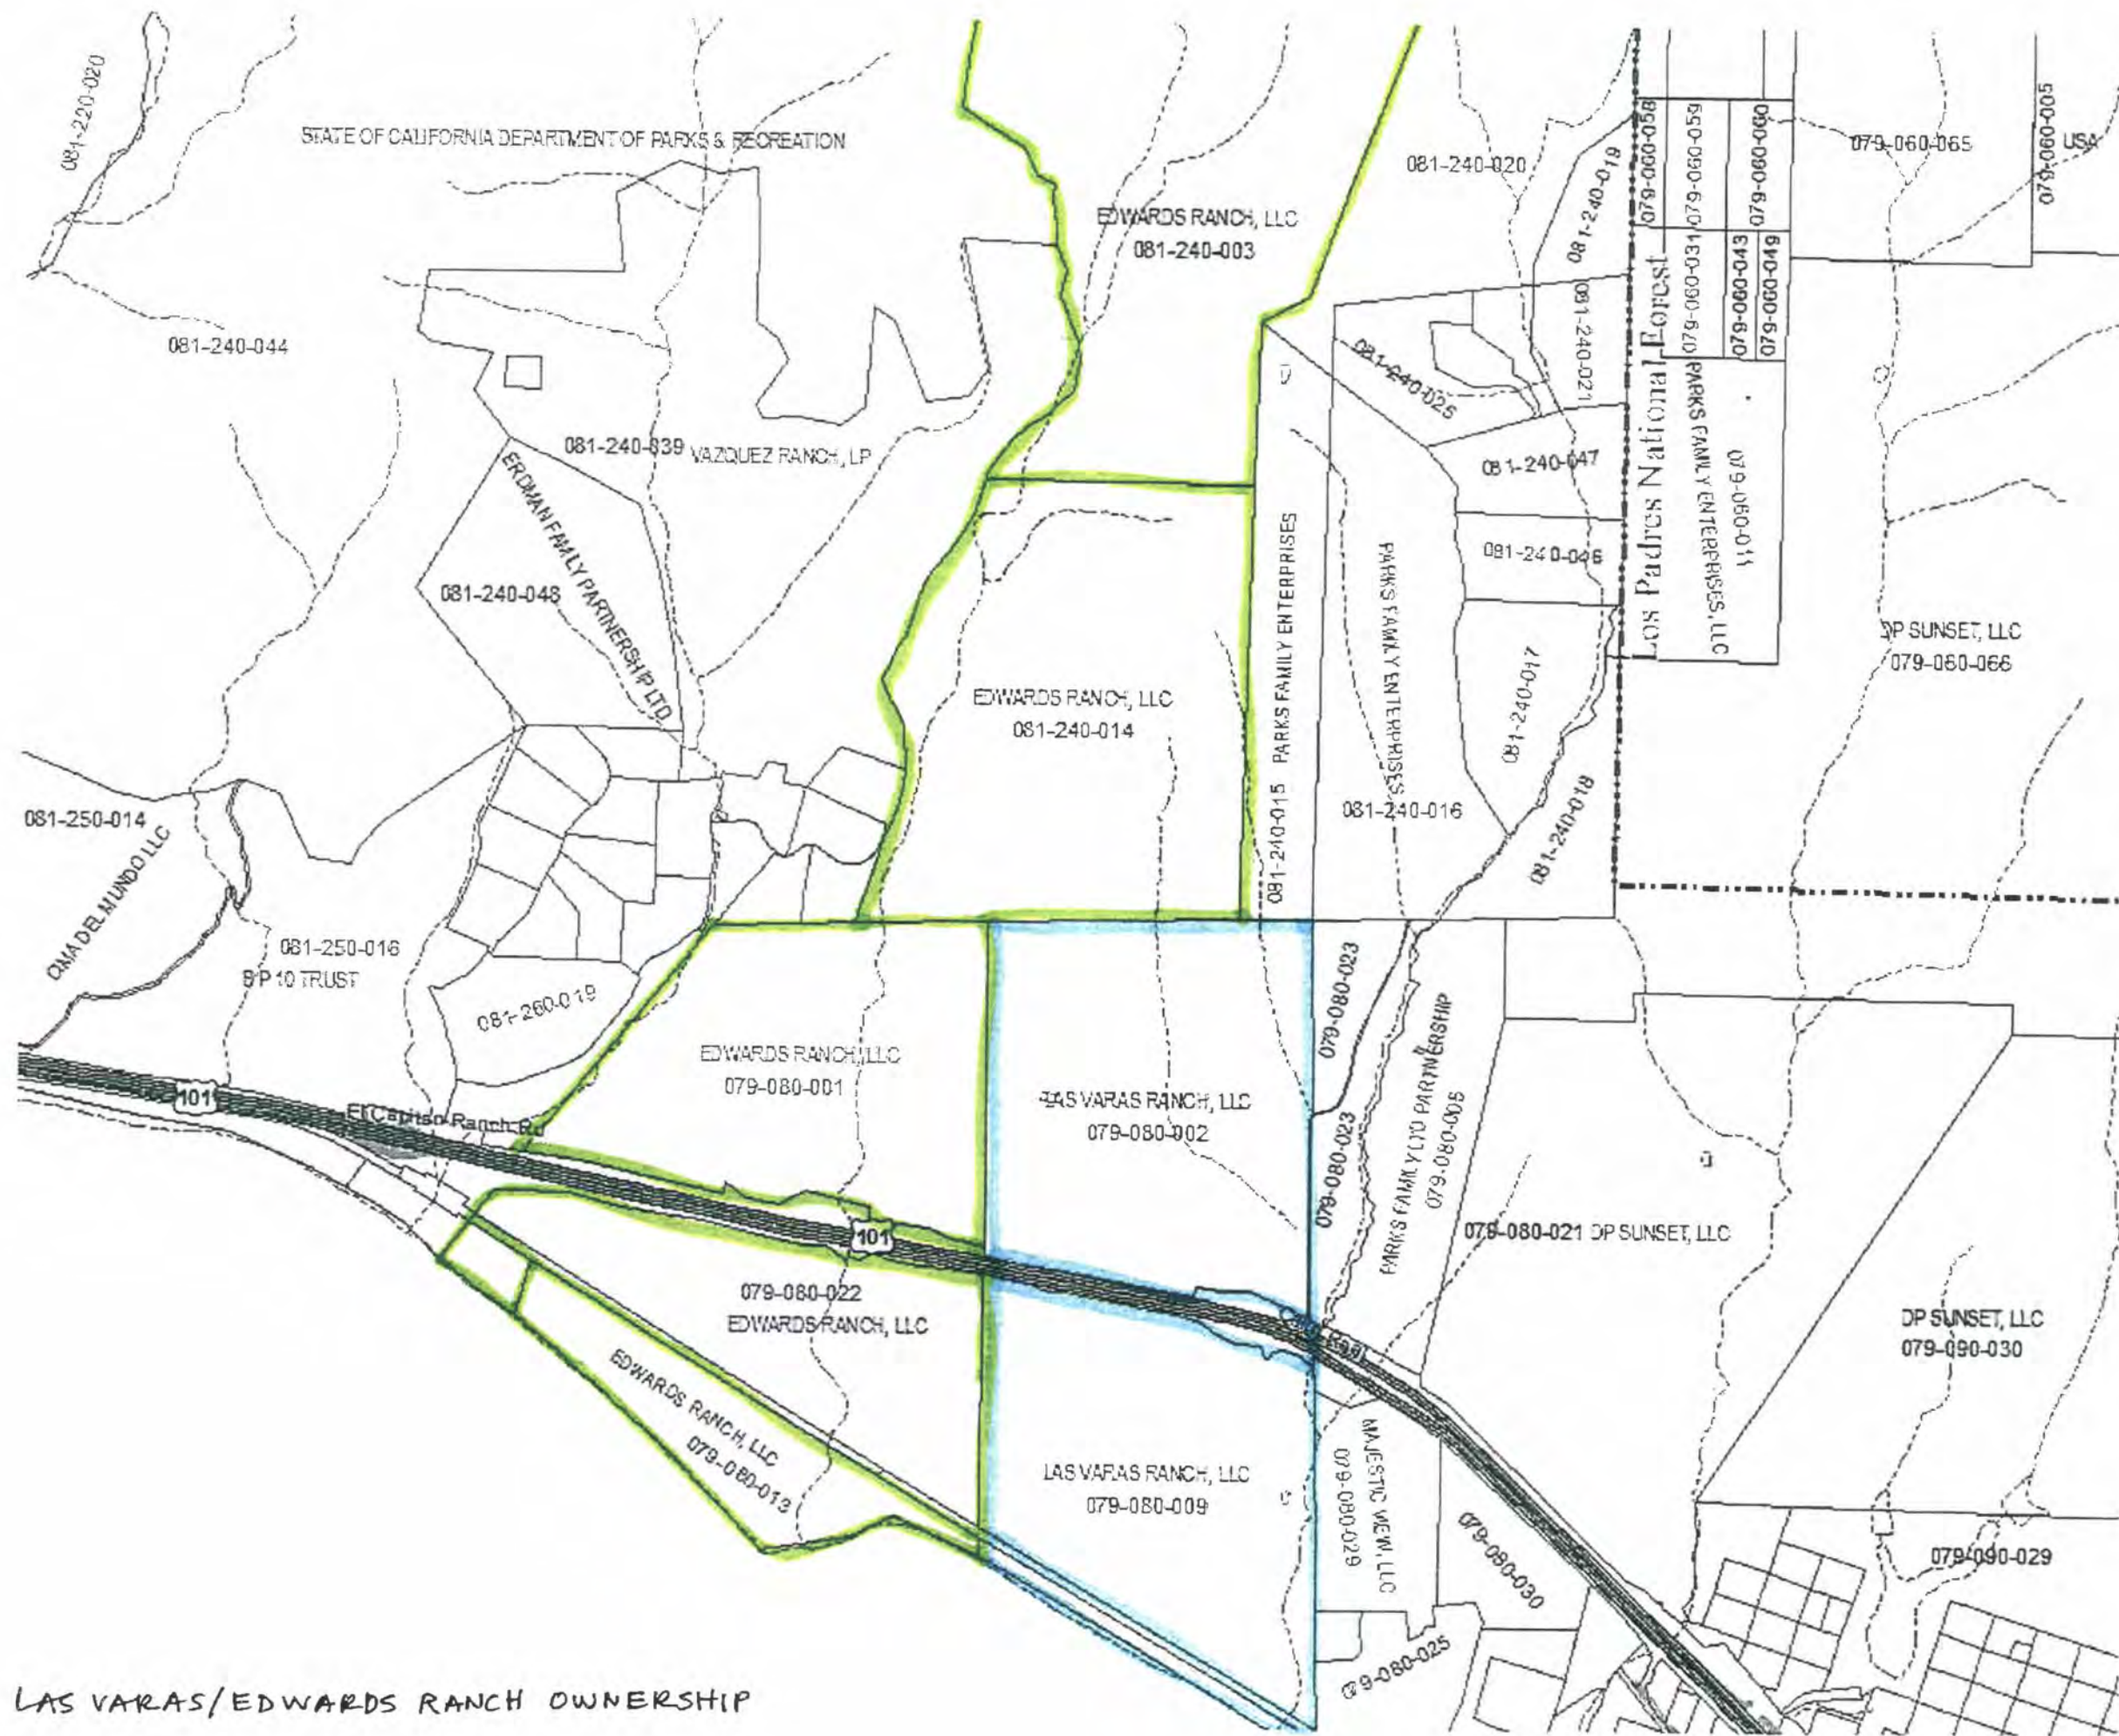 081-220-020
STATE OF CALIFORNIA DEPARTMENT OF PARKS & RECREATION
EDWARDS RANCH, LLC
081-240-003
081-240-020
081-240-019
079-060-058
079-060-059
079-060-060
079-060-065
079-060-005
USA
081-240-044
081-240-021
079-060-031
079-060-043
079-060-049
Los Padres National Forest
081-240-025
081-240-039
VAZQUEZ RANCH, LP
081-240-047
PARKS FAMILY ENTERPRISES, LLC
079-060-011
ERDMAN FAMILY PARTNERSHIP LTD
081-240-048
081-240-015 PARKS FAMILY ENTERPRISES
PARKS FAMILY ENTERPRISES
081-240-016
081-240-046
081-240-017
081-240-018
DP SUNSET, LLC
079-060-066
EDWARDS RANCH, LLC
081-240-014
081-250-014
CIMA DEL MUNDO LLC
081-250-016
BP 10 TRUST
081-260-019
EDWARDS RANCH, LLC
079-080-001
LAS VARAS RANCH, LLC
079-080-002
079-080-023
079-080-023
PARKS FAMILY LTD PARTNERSHIP
079-080-005
101
El Capitan Ranch Rd
101
079-080-022
EDWARDS RANCH, LLC
079-080-021 DP SUNSET, LLC
DP SUNSET, LLC
079-090-030
EDWARDS RANCH, LLC
079-080-013
LAS VARAS RANCH, LLC
079-080-009
MAJESTIC VIEW, LLC
079-080-029
079-080-030
079-090-029
079-080-025
LAS VARAS/EDWARDS RANCH OWNERSHIP